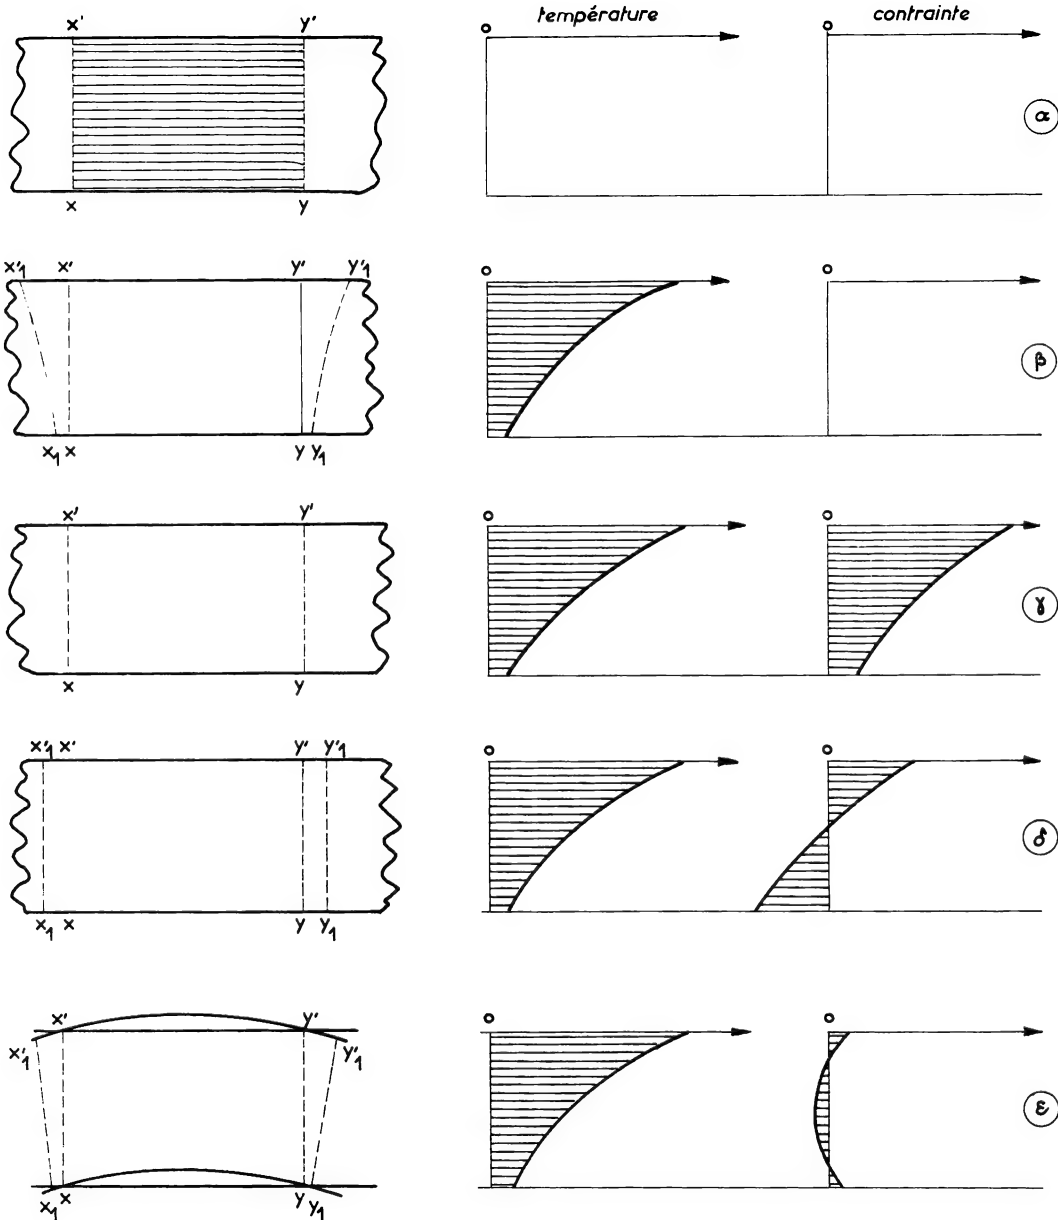 température contrainte
x' y' o o
α
x y
x'₁ x' y' y'₁ o o
β
x₁ x y y₁
x' y' o o
γ
x y
x'₁ x' y' y'₁ o o
δ
x₁ x y y₁
x' y' o o
x'₁ y'₁
ε
x₁ x y y₁